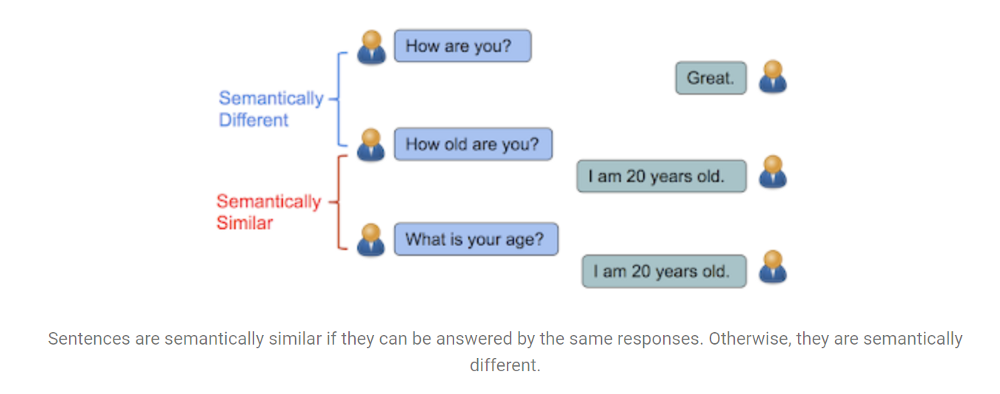 How are you?
Great.
Semantically
Different
How old are you?
I am 20 years old.
Semantically
Similar
What is your age?
I am 20 years old.
Sentences are semantically similar if they can be answered by the same responses. Otherwise, they are semantically
different.